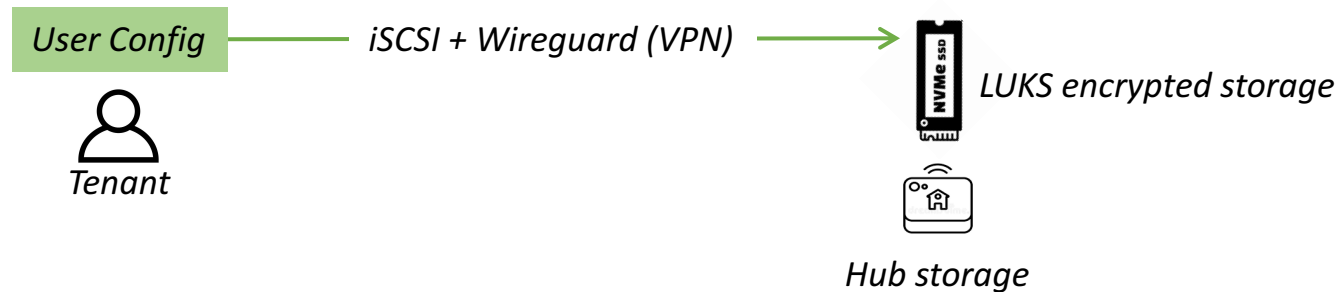 User Config
iSCSI + Wireguard (VPN)
NVMe SSD
LUKS encrypted storage
Tenant
Hub storage